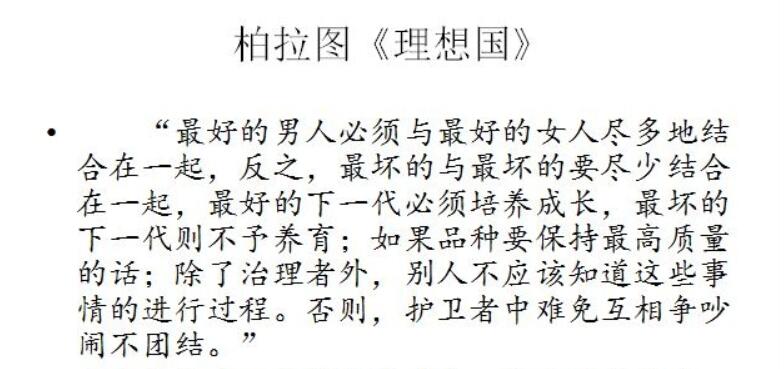 柏拉图《理想国》
• “最好的男人必须与最好的女人尽多地结
合在一起，反之，最坏的与最坏的要尽少结合
在一起，最好的下一代必须培养成长，最坏的
下一代则不予养育；如果品种要保持最高质量
的话；除了治理者外，别人不应该知道这些事
情的进行过程。否则，护卫者中难免互相争吵
闹不团结。”